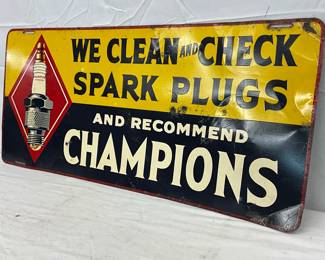 WE CLEAN AND CHECK
SPARK PLUGS
AND RECOMMEND
CHAMPIONS